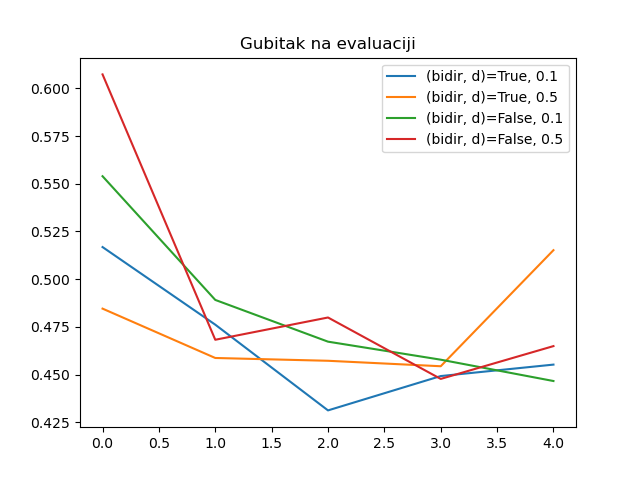 Gubitak na evaluaciji
(bidir, d)=True, 0.1
(bidir, d)=True, 0.5
(bidir, d)=False, 0.1
(bidir, d)=False, 0.5
0.600
0.575
0.550
0.525
0.500
0.475
0.450
0.425
0.0 0.5 1.0 1.5 2.0 2.5 3.0 3.5 4.0